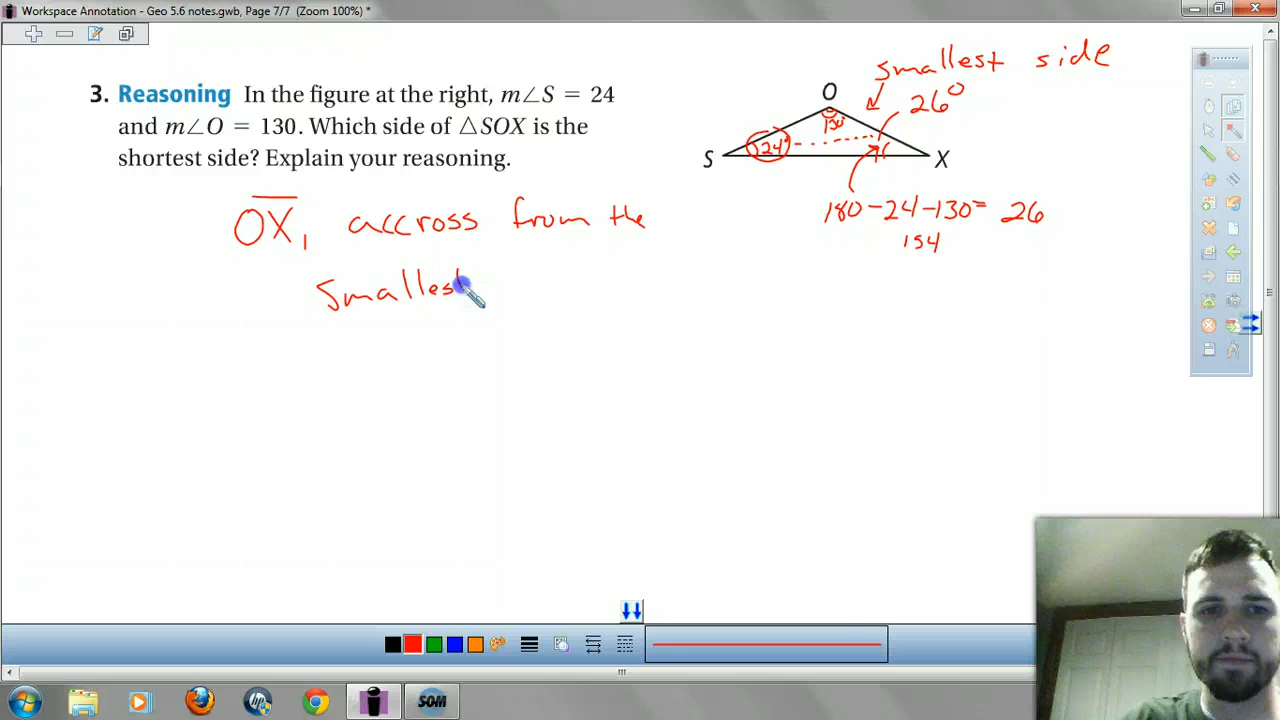 Workspace Annotation - Geo 5.6 notes.gwb, Page 7/7 (Zoom 100%) *
3. Reasoning In the figure at the right, m∠S = 24
and m∠O = 130. Which side of △SOX is the
shortest side? Explain your reasoning.
smallest side
O
26°
130°
24°
S
X
180-24-130= 26
154
OX, accross from the
smallest
SOM